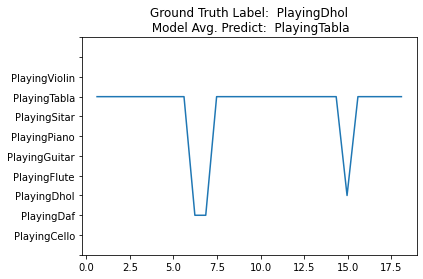 Ground Truth Label:  PlayingDhol
Model Avg. Predict:  PlayingTabla
PlayingViolin
PlayingTabla
PlayingSitar
PlayingPiano
PlayingGuitar
PlayingFlute
PlayingDhol
PlayingDaf
PlayingCello
0.0 2.5 5.0 7.5 10.0 12.5 15.0 17.5